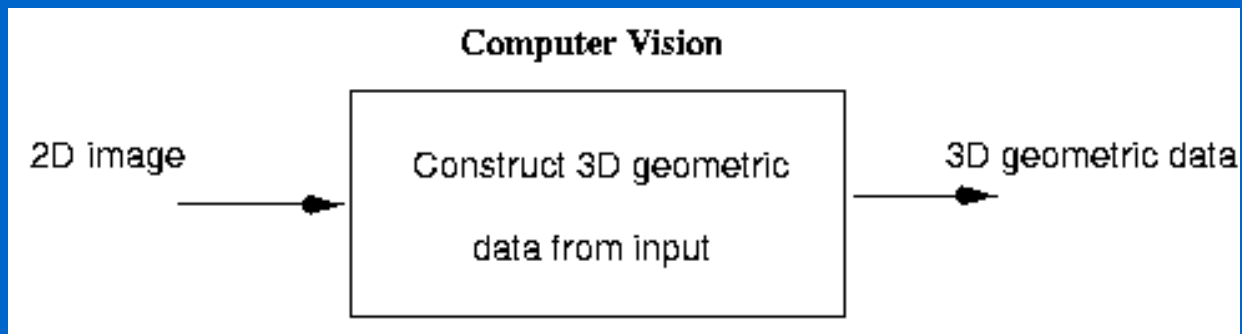 Computer Vision
2D image
Construct 3D geometric
data from input
3D geometric data